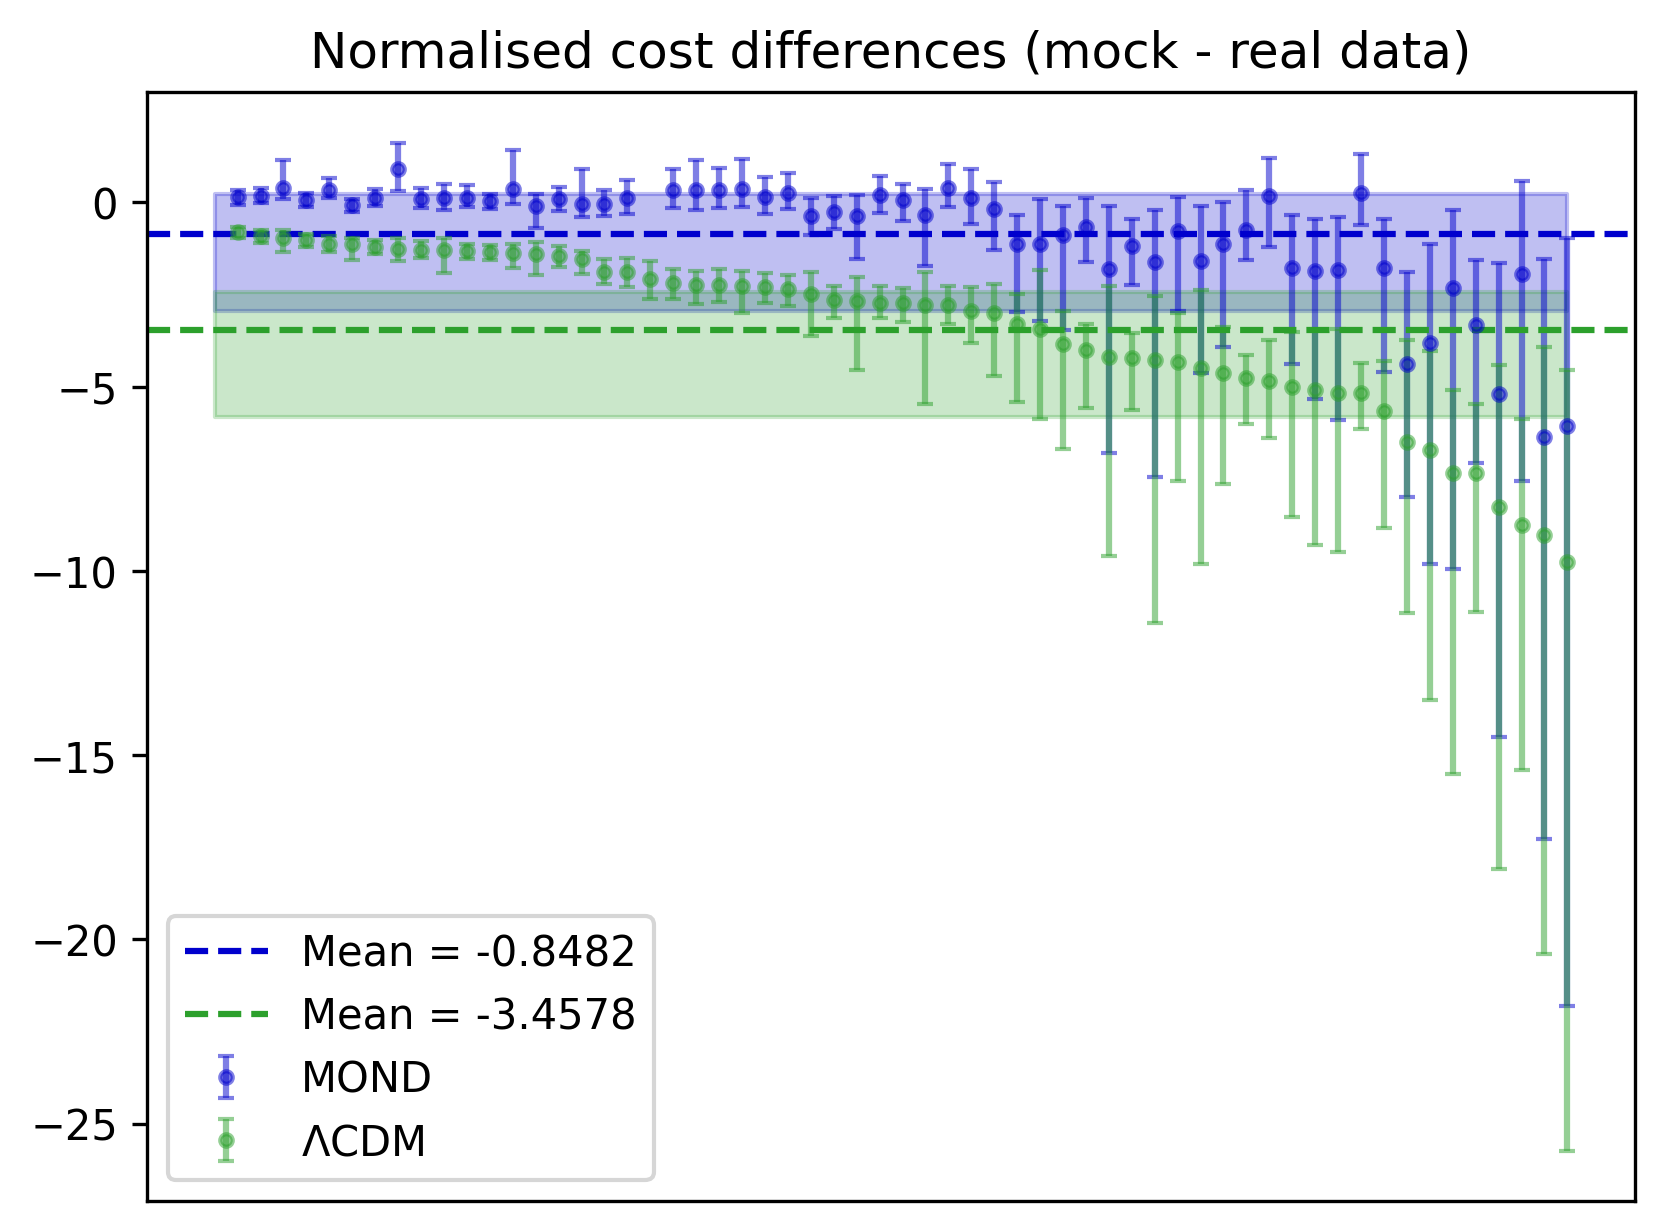 Normalised cost differences (mock - real data)
0
−5
−10
−15
−20
−25
Mean = -0.8482
Mean = -3.4578
MOND
ΛCDM